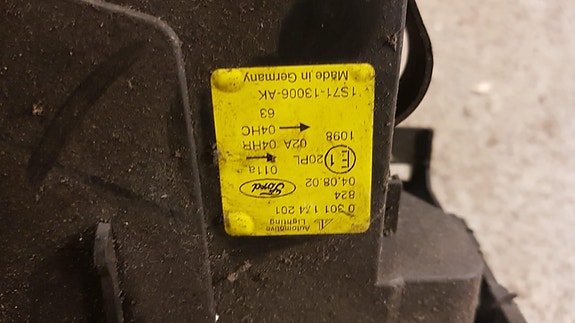 Automotive
Lighting
0 301 174 201
824
04.08.02
Ford
011a
20PL
E1
02A 04HR
04HC
1098
63
1S71-13006-AK
Made in Germany